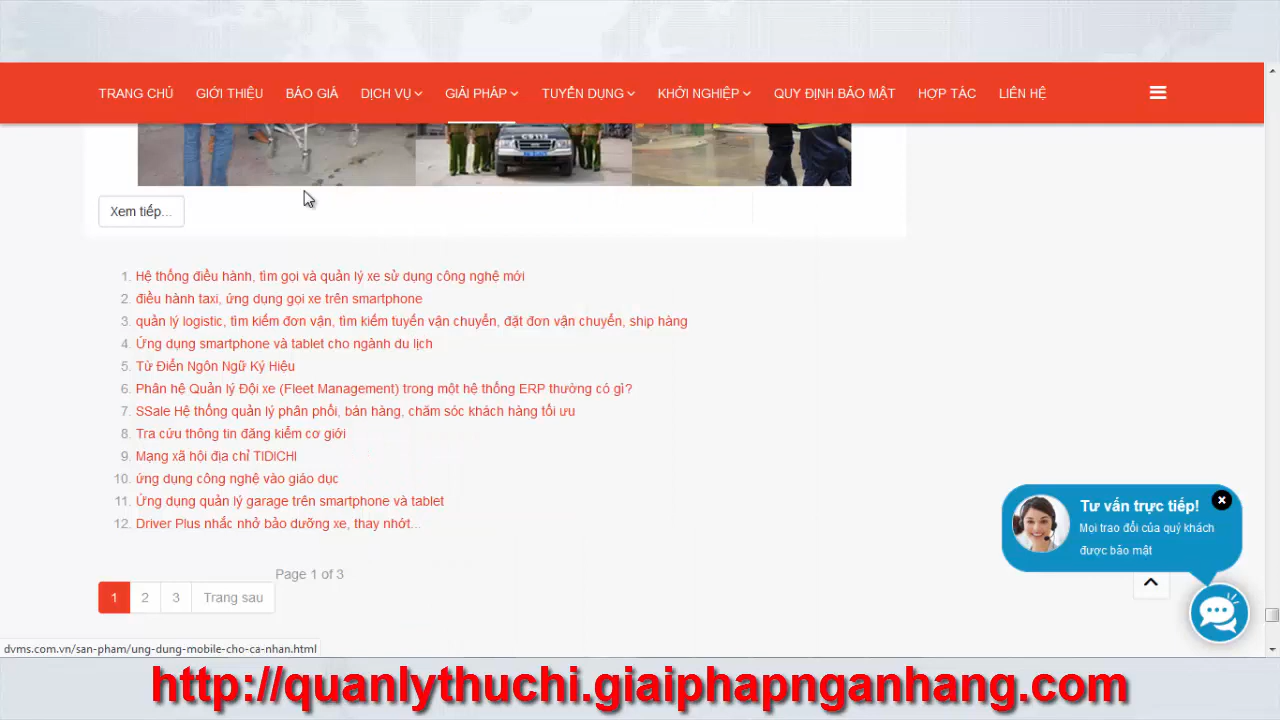 TRANG CHỦ GIỚI THIỆU BÁO GIÁ DỊCH VỤ GIẢI PHÁP TUYỂN DỤNG KHỞI NGHIỆP QUY ĐỊNH BẢO MẬT HỢP TÁC LIÊN HỆ
CS113
Xem tiếp...
1. Hệ thống điều hành, tìm gọi và quản lý xe sử dụng công nghệ mới
2. điều hành taxi, ứng dụng gọi xe trên smartphone
3. quản lý logistic, tìm kiếm đơn vận, tìm kiếm tuyến vận chuyển, đặt đơn vận chuyển, ship hàng
4. Ứng dụng smartphone và tablet cho ngành du lịch
5. Từ Điển Ngôn Ngữ Ký Hiệu
6. Phân hệ Quản lý Đội xe (Fleet Management) trong một hệ thống ERP thường có gì?
7. SSale Hệ thống quản lý phân phối, bán hàng, chăm sóc khách hàng tối ưu
8. Tra cứu thông tin đăng kiểm cơ giới
9. Mạng xã hội địa chỉ TIDICHI
10. ứng dụng công nghệ vào giáo dục
11. Ứng dụng quản lý garage trên smartphone và tablet
12. Driver Plus nhắc nhở bảo dưỡng xe, thay nhớt...
Tư vấn trực tiếp!
Mọi trao đổi của quý khách
được bảo mật
Page 1 of 3
1 2 3 Trang sau
dvms.com.vn/san-pham/ung-dung-mobile-cho-ca-nhan.html
http://quanlythuchi.giaiphapnganhang.com